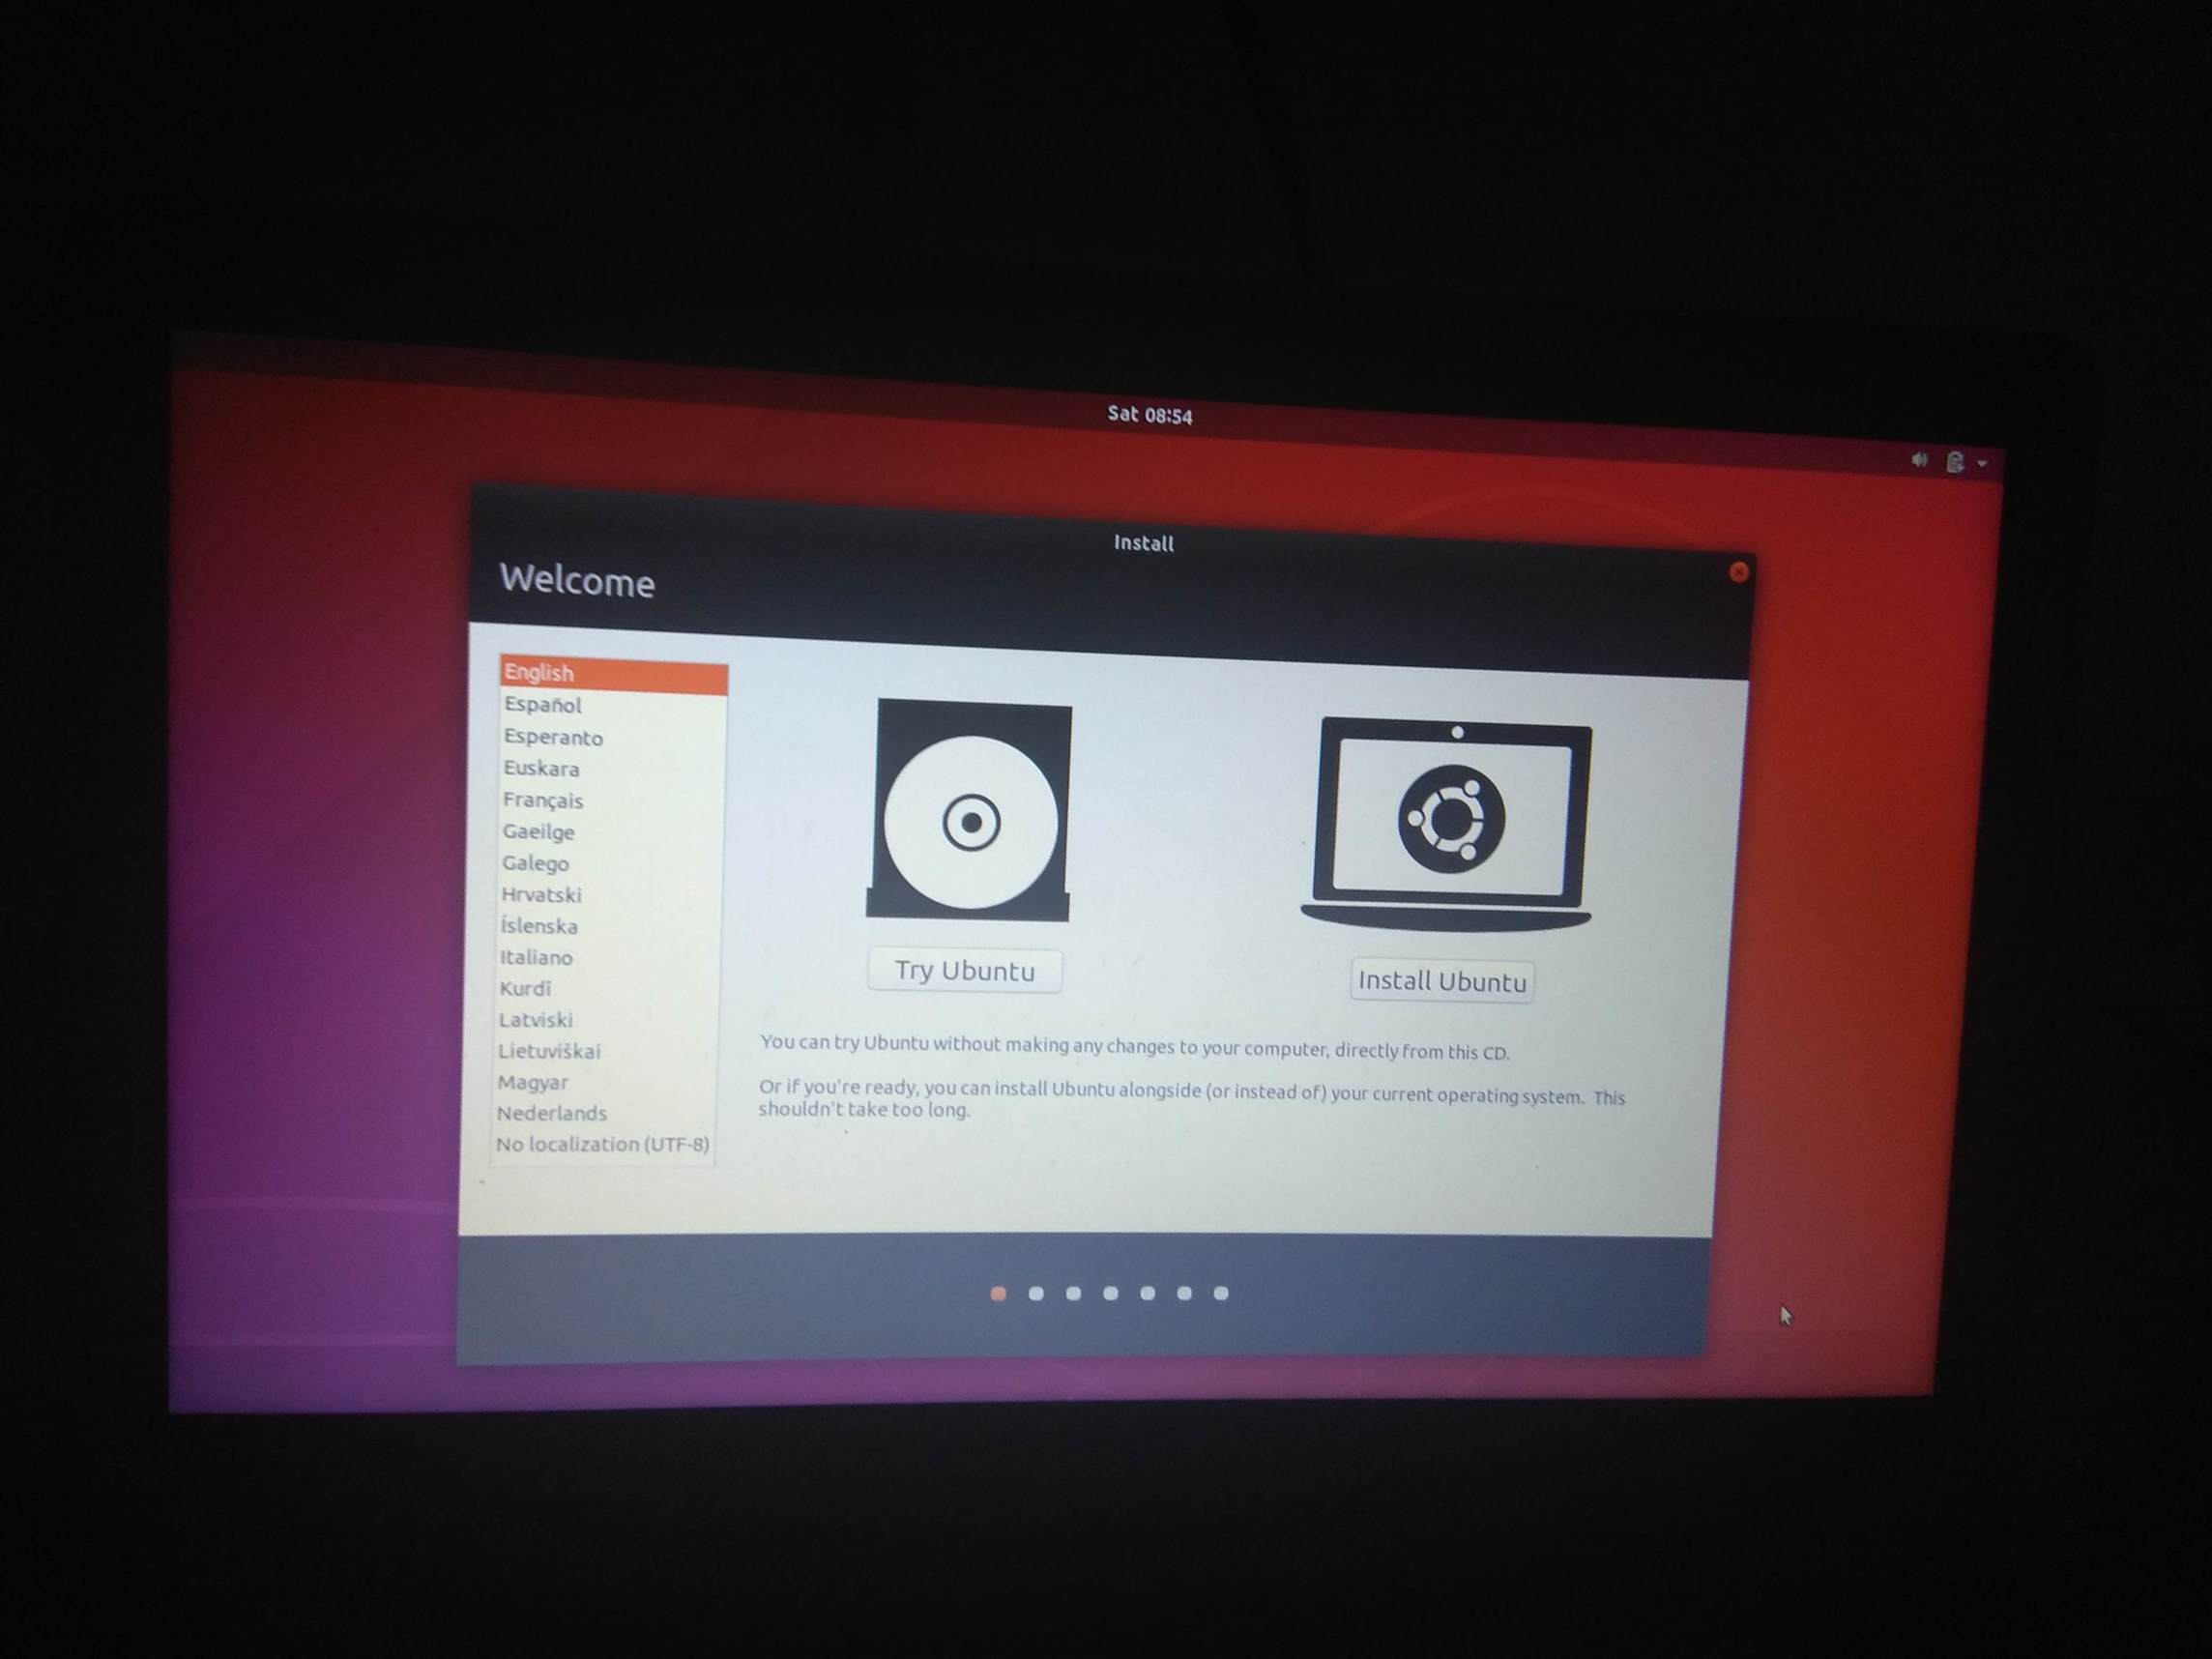 Sat 08:54
Install
Welcome
English
Español
Esperanto
Euskara
Français
Gaeilge
Galego
Hrvatski
Íslenska
Italiano
Kurdî
Latviski
Lietuviškai
Magyar
Nederlands
No localization (UTF-8)
Try Ubuntu
Install Ubuntu
You can try Ubuntu without making any changes to your computer, directly from this CD.
Or if you're ready, you can install Ubuntu alongside (or instead of) your current operating system. This
shouldn't take too long.